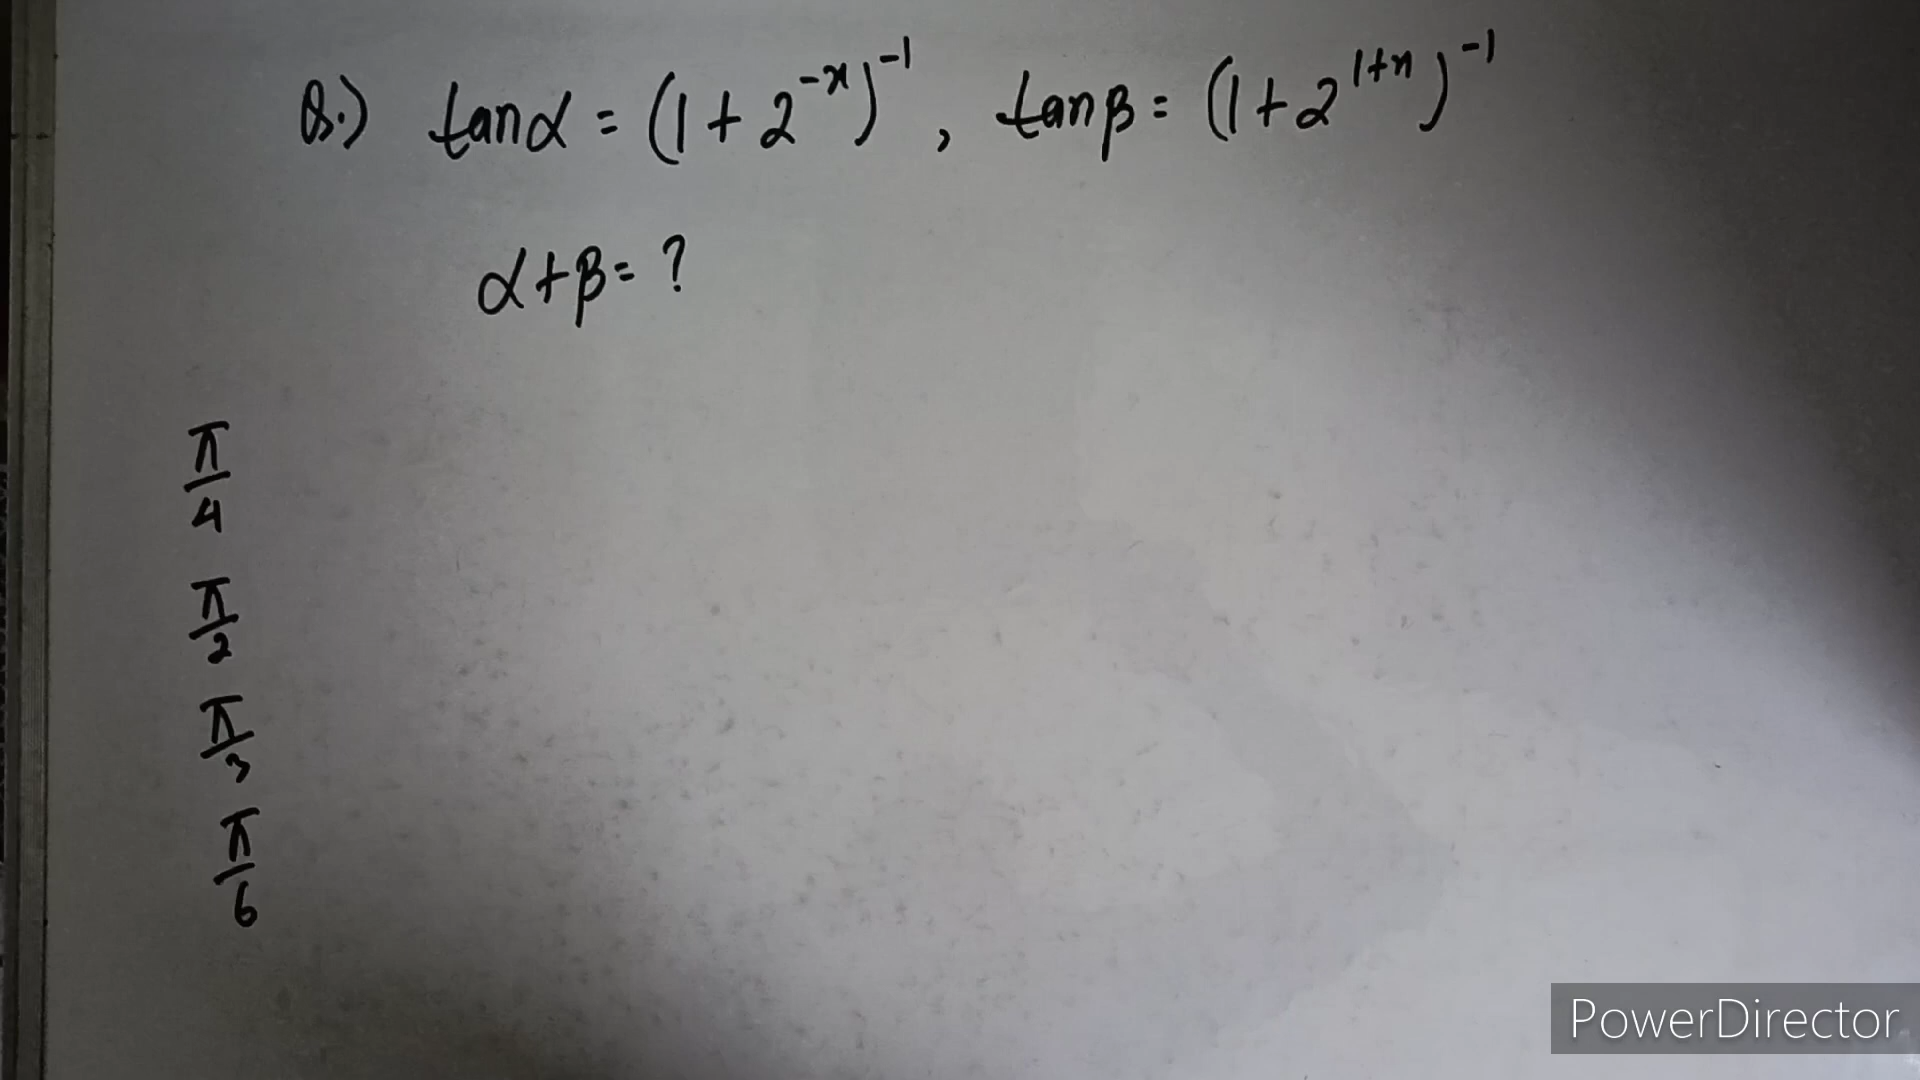 Q.) tanα = (1 + 2^{-x})^{-1}, tanβ = (1 + 2^{1+x})^{-1}
α+β = ?
π/4
π/2
π/3
π/6
PowerDirector